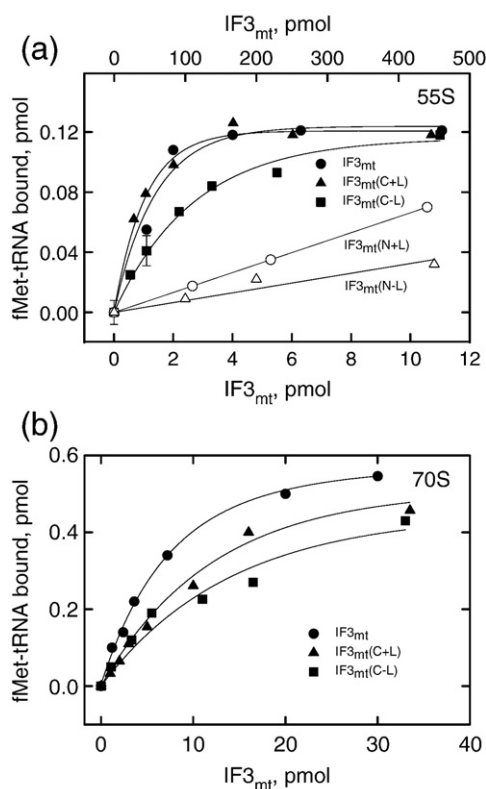 (a)
IF3mt, pmol
0 100 200 300 400 500
55S
fMet-tRNA bound, pmol
0.12
0.08
0.04
0.00
IF3mt
IF3mt(C+L)
IF3mt(C-L)
IF3mt(N+L)
IF3mt(N-L)
0 2 4 6 8 10 12
IF3mt, pmol
(b)
70S
fMet-tRNA bound, pmol
0.6
0.4
0.2
0.0
IF3mt
IF3mt(C+L)
IF3mt(C-L)
0 10 20 30 40
IF3mt, pmol